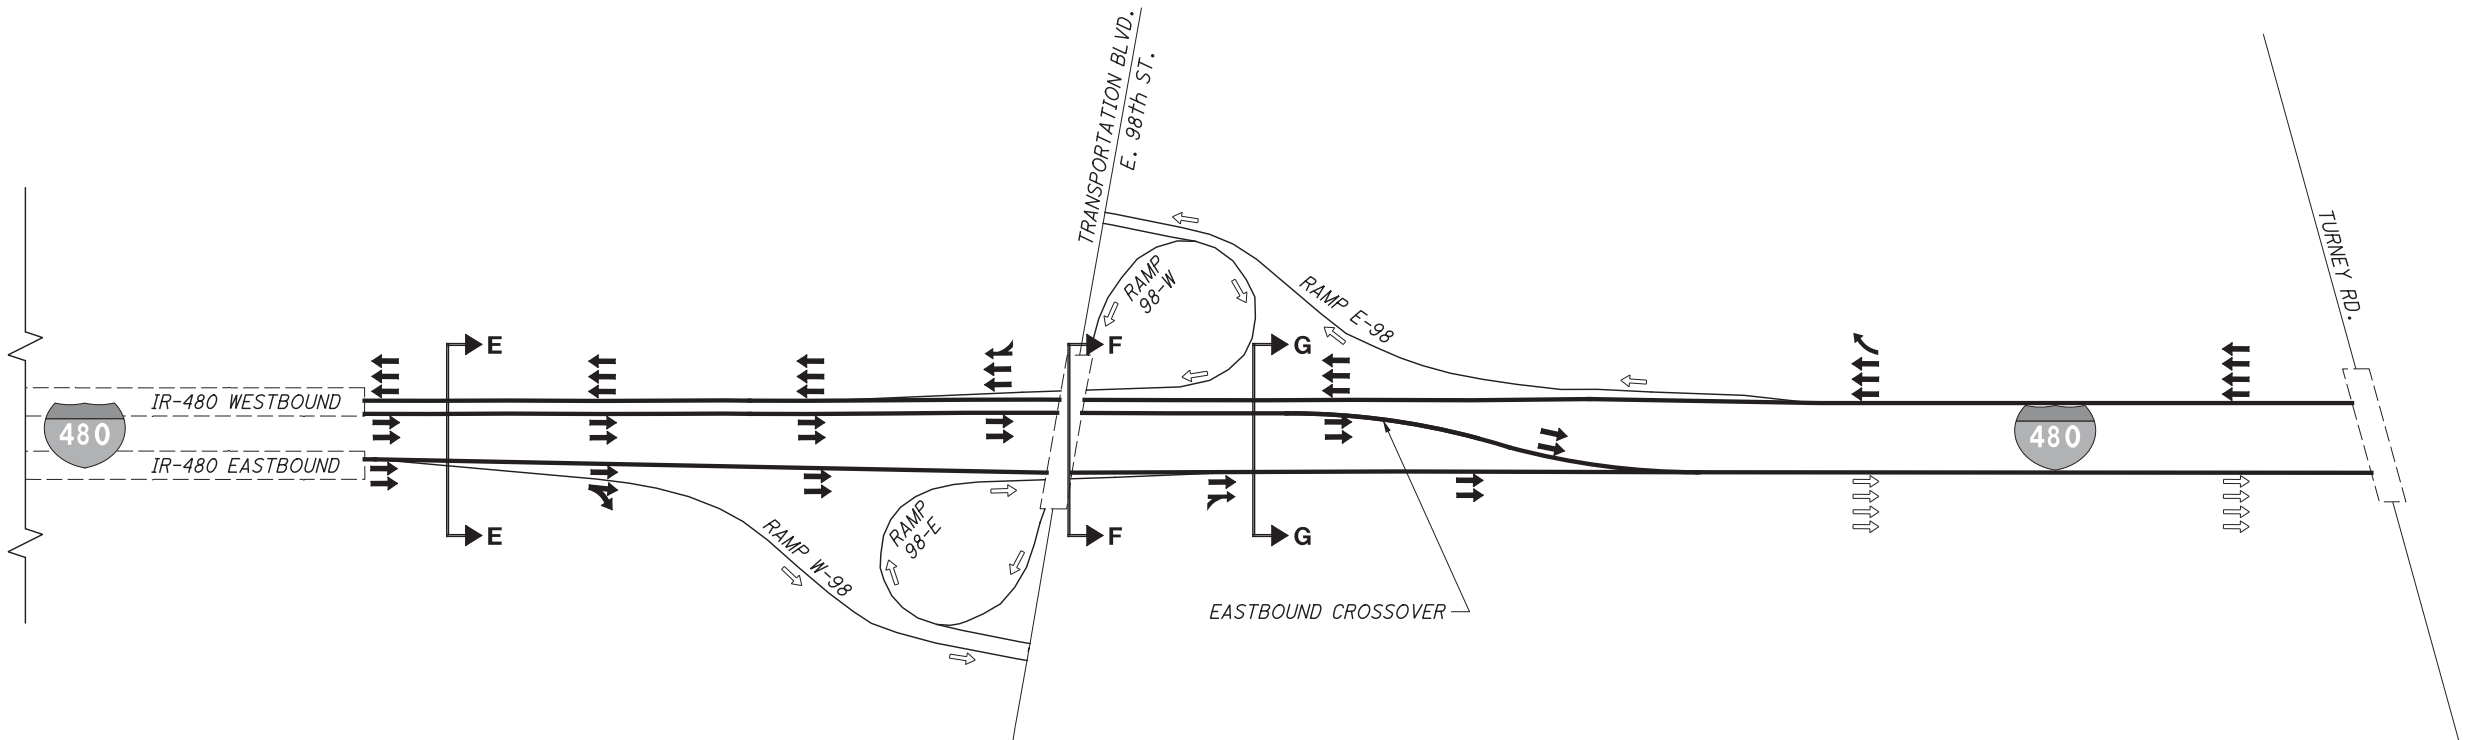 TRANSPORTATION BLVD.
E. 98th ST.
TURNEY RD.
RAMP
98-W
RAMP E-98
E
F
G
IR-480 WESTBOUND
480
480
IR-480 EASTBOUND
RAMP
98-E
RAMP W-98
E
F
G
EASTBOUND CROSSOVER